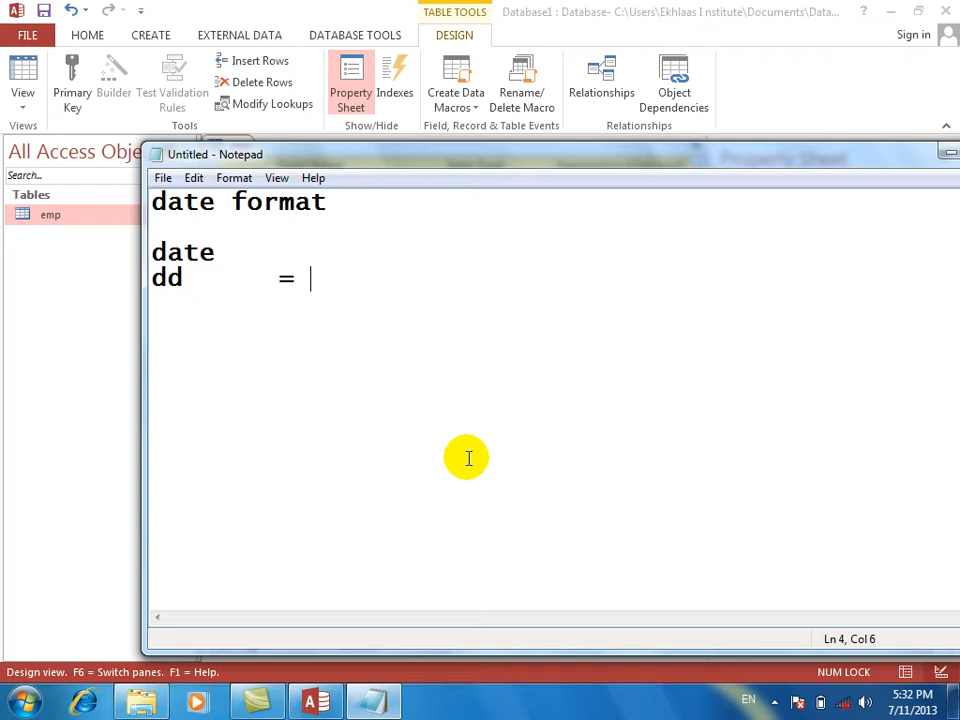 TABLE TOOLS
Database1 : Database- C:\Users\Ekhlaas I nstitute\Documents\Data...
FILE HOME CREATE EXTERNAL DATA DATABASE TOOLS DESIGN Sign in
View
Primary Key
Builder
Test Validation Rules
Insert Rows
Delete Rows
Modify Lookups
Property Sheet
Indexes
Create Data Macros
Rename/ Delete Macro
Relationships
Object Dependencies
Views Tools Show/Hide Field, Record & Table Events Relationships
All Access Obje
Search...
Tables
emp
Property Sheet
Untitled - Notepad
File Edit Format View Help
date format
date
dd =
Ln 4, Col 6
Design view. F6 = Switch panes. F1 = Help.
NUM LOCK
EN
5:32 PM
7/11/2013